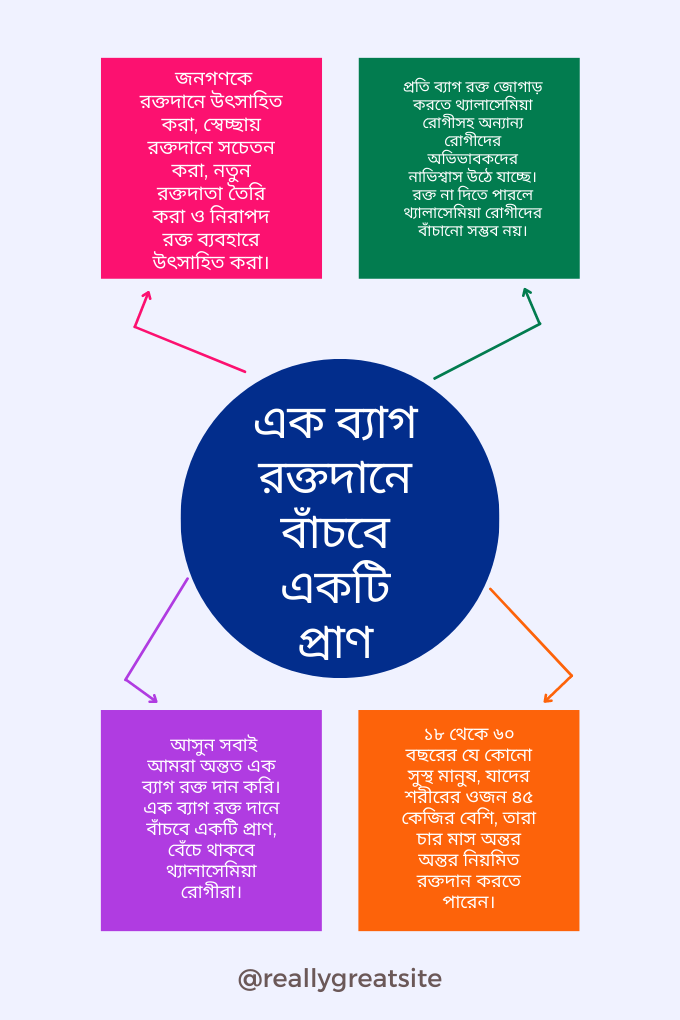 জনগণকে
রক্তদানে উৎসাহিত
করা, স্বেচ্ছায়
রক্তদানে সচেতন
করা, নতুন
রক্তদাতা তৈরি
করা ও নিরাপদ
রক্ত ব্যবহারে
উৎসাহিত করা।
প্রতি ব্যাগ রক্ত জোগাড়
করতে থ্যালাসেমিয়া
রোগীসহ অন্যান্য
রোগীদের
অভিভাবকদের
নাভিশ্বাস উঠে যাচ্ছে।
রক্ত না দিতে পারলে
থ্যালাসেমিয়া রোগীদের
বাঁচানো সম্ভব নয়।
এক ব্যাগ
রক্তদানে
বাঁচবে
একটি
প্রাণ
আসুন সবাই
আমরা অন্তত এক
ব্যাগ রক্ত দান করি।
এক ব্যাগ রক্ত দানে
বাঁচবে একটি প্রাণ,
বেঁচে থাকবে
থ্যালাসেমিয়া
রোগীরা।
১৮ থেকে ৬০
বছরের যে কোনো
সুস্থ মানুষ, যাদের
শরীরের ওজন ৪৫
কেজির বেশি, তারা
চার মাস অন্তর
অন্তর নিয়মিত
রক্তদান করতে
পারেন।
@reallygreatsite